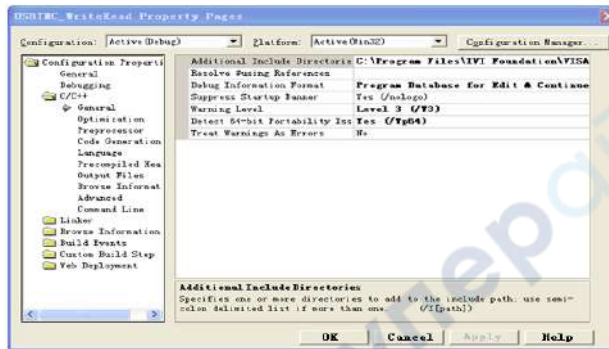 USBTMC_WriteRead Property Pages
Configuration: Active(Debug) Platform: Active(Win32) Configuration Manager...
Configuration Properti
General
Debugging
C/C++
General
Optimization
Preprocessor
Code Generation
Language
Precompiled Hea
Output Files
Browse Informat
Advanced
Command Line
Linker
Browse Information
Build Events
Custom Build Step
Web Deployment
Additional Include Directorie C:\Program Files\IVI Foundation\VISA
Resolve #using References
Debug Information Format Program Database for Edit & Continue
Suppress Startup Banner Yes (/nologo)
Warning Level Level 3 (/W3)
Detect 64-bit Portability Iss Yes (/Wp64)
Treat Warnings As Errors No
Additional Include Directories
Specifies one or more directories to add to the include path; use semi-
colon delimited list if more than one. (/I[path])
OK Cancel Apply Help